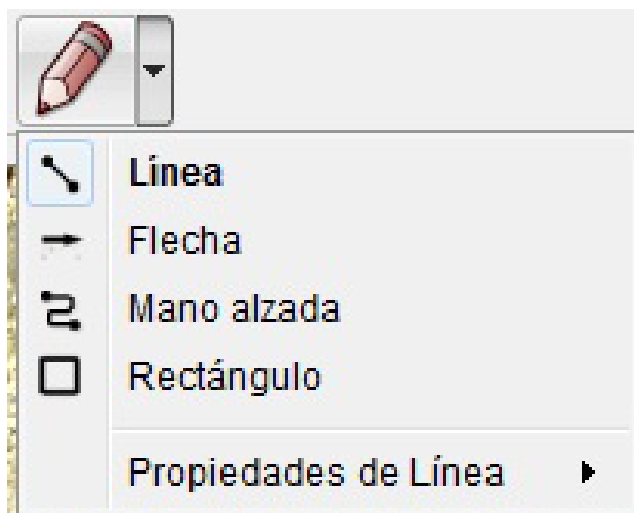 Línea
Flecha
Mano alzada
Rectángulo
Propiedades de Línea